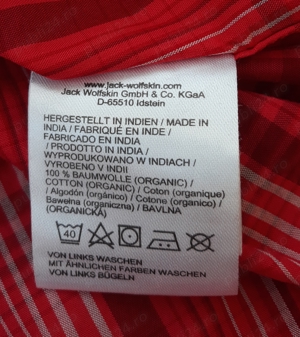 www.jack-wolfskin.com
Jack Wolfskin GmbH & Co. KGaA
D-65510 Idstein
HERGESTELLT IN INDIEN / MADE IN
INDIA / FABRIQUÉ EN INDE /
FABRICADO EN INDIA
/ PRODOTTO IN INDIA /
WYPRODUKOWANO W INDIACH /
VYROBENO V INDII
100 % BAUMWOLLE (ORGANIC) /
COTTON (ORGANIC) / Coton (organique)
/ Algodón (orgánico) / Cotone (organico) /
Bawełna (organiczna) / BAVLNA
(ORGANICKÁ)
40
VON LINKS WASCHEN
MIT ÄHNLICHEN FARBEN WASCHEN
VON LINKS BÜGELN